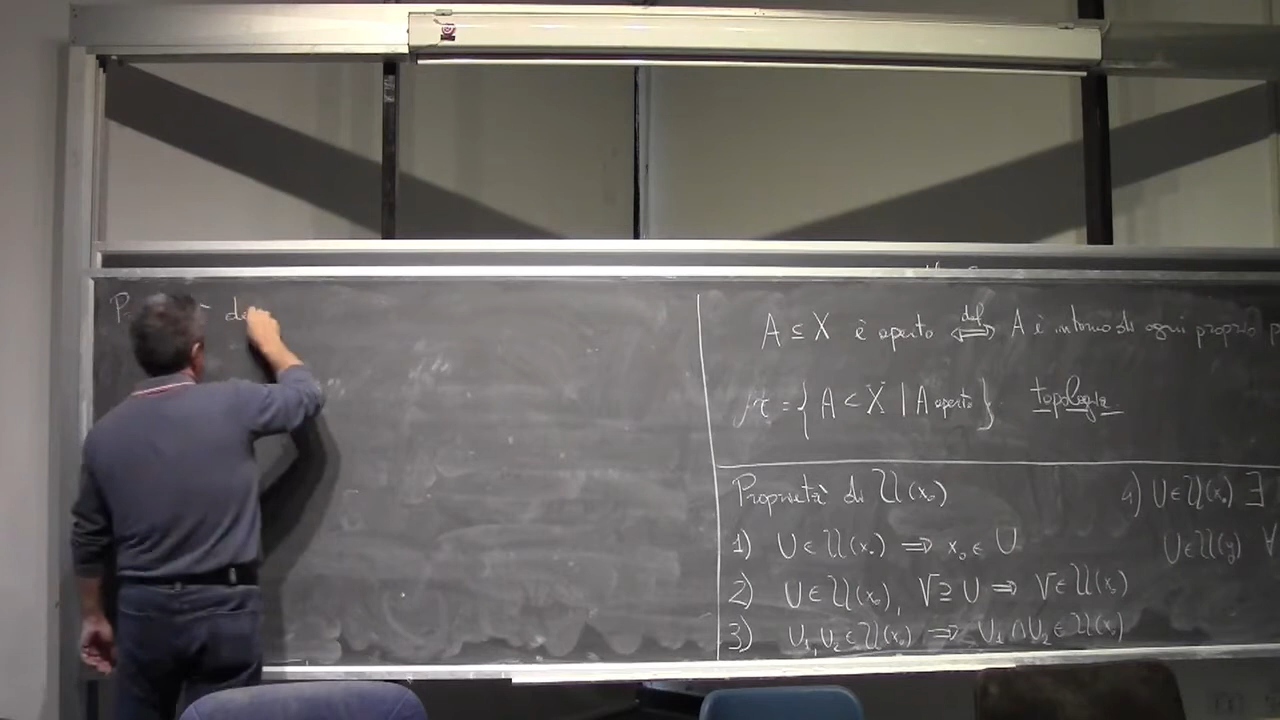 de
A ⊆ X è aperto ⟺ def A è intorno di ogni proprio
τ = { A ⊂ X | A aperto } topologia
Proprietà di U(x₀)
1) U ∈ U(x₀) ⟹ x₀ ∈ U
2) U ∈ U(x₀), V ⊇ U ⟹ V ∈ U(x₀)
3) U₁, U₂ ∈ U(x₀) ⟹ U₁ ∩ U₂ ∈ U(x₀)
4) U ∈ U(x₀) ∃
U ∈ U(y) ∀